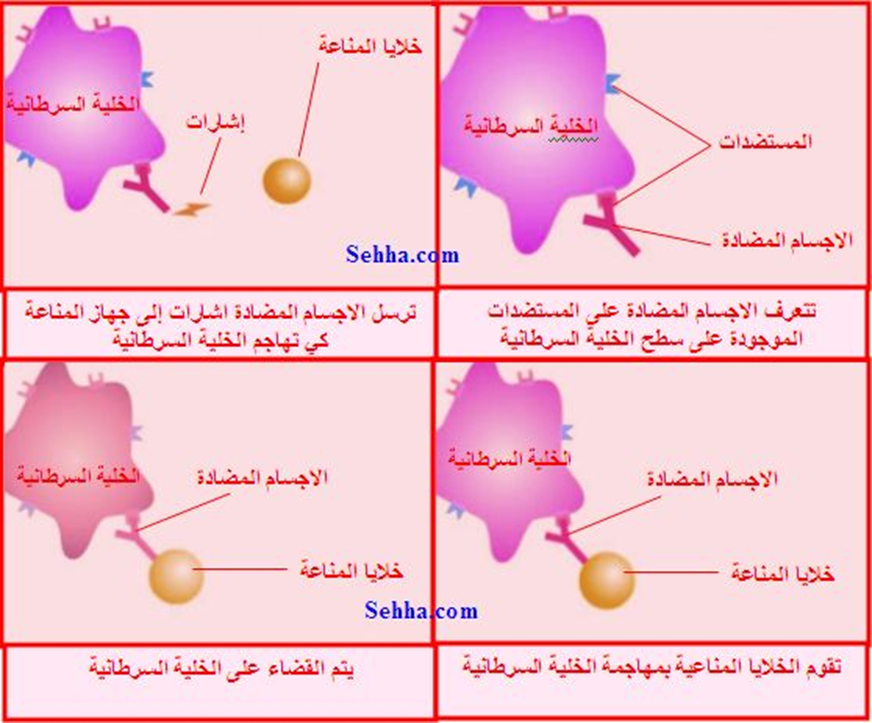 الخلية السرطانية
المستضدات
الاجسام المضادة
تتعرف الاجسام المضادة على المستضدات
الموجودة على سطح الخلية السرطانية
خلايا المناعة
الخلية السرطانية
إشارات
Sehha.com
ترسل الاجسام المضادة اشارات إلى جهاز المناعة
كي تهاجم الخلية السرطانية
الخلية السرطانية
الاجسام المضادة
خلايا المناعة
تقوم الخلايا المناعية بمهاجمة الخلية السرطانية
الخلية السرطانية
الاجسام المضادة
خلايا المناعة
Sehha.com
يتم القضاء على الخلية السرطانية